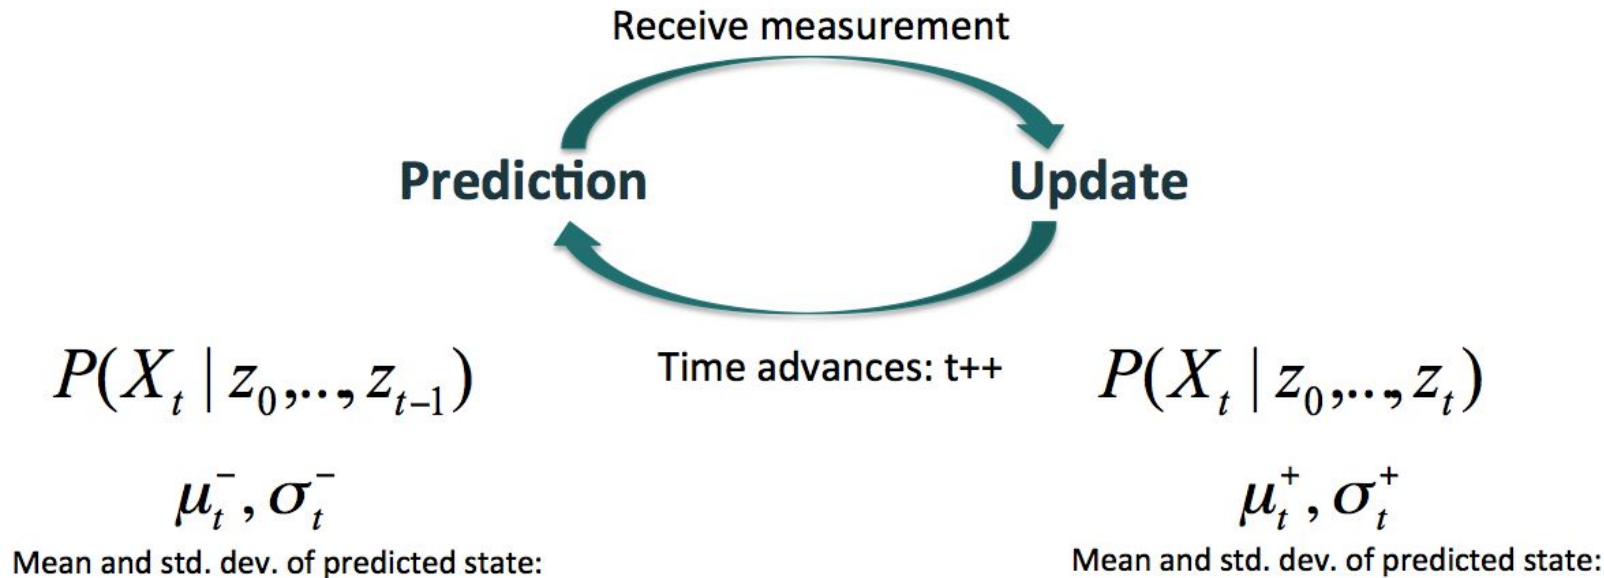 Receive measurement
Prediction
Update
P(X_t | z_0,..., z_{t-1})
Time advances: t++
P(X_t | z_0,..., z_t)
μ_t^-, σ_t^-
μ_t^+, σ_t^+
Mean and std. dev. of predicted state:
Mean and std. dev. of predicted state: